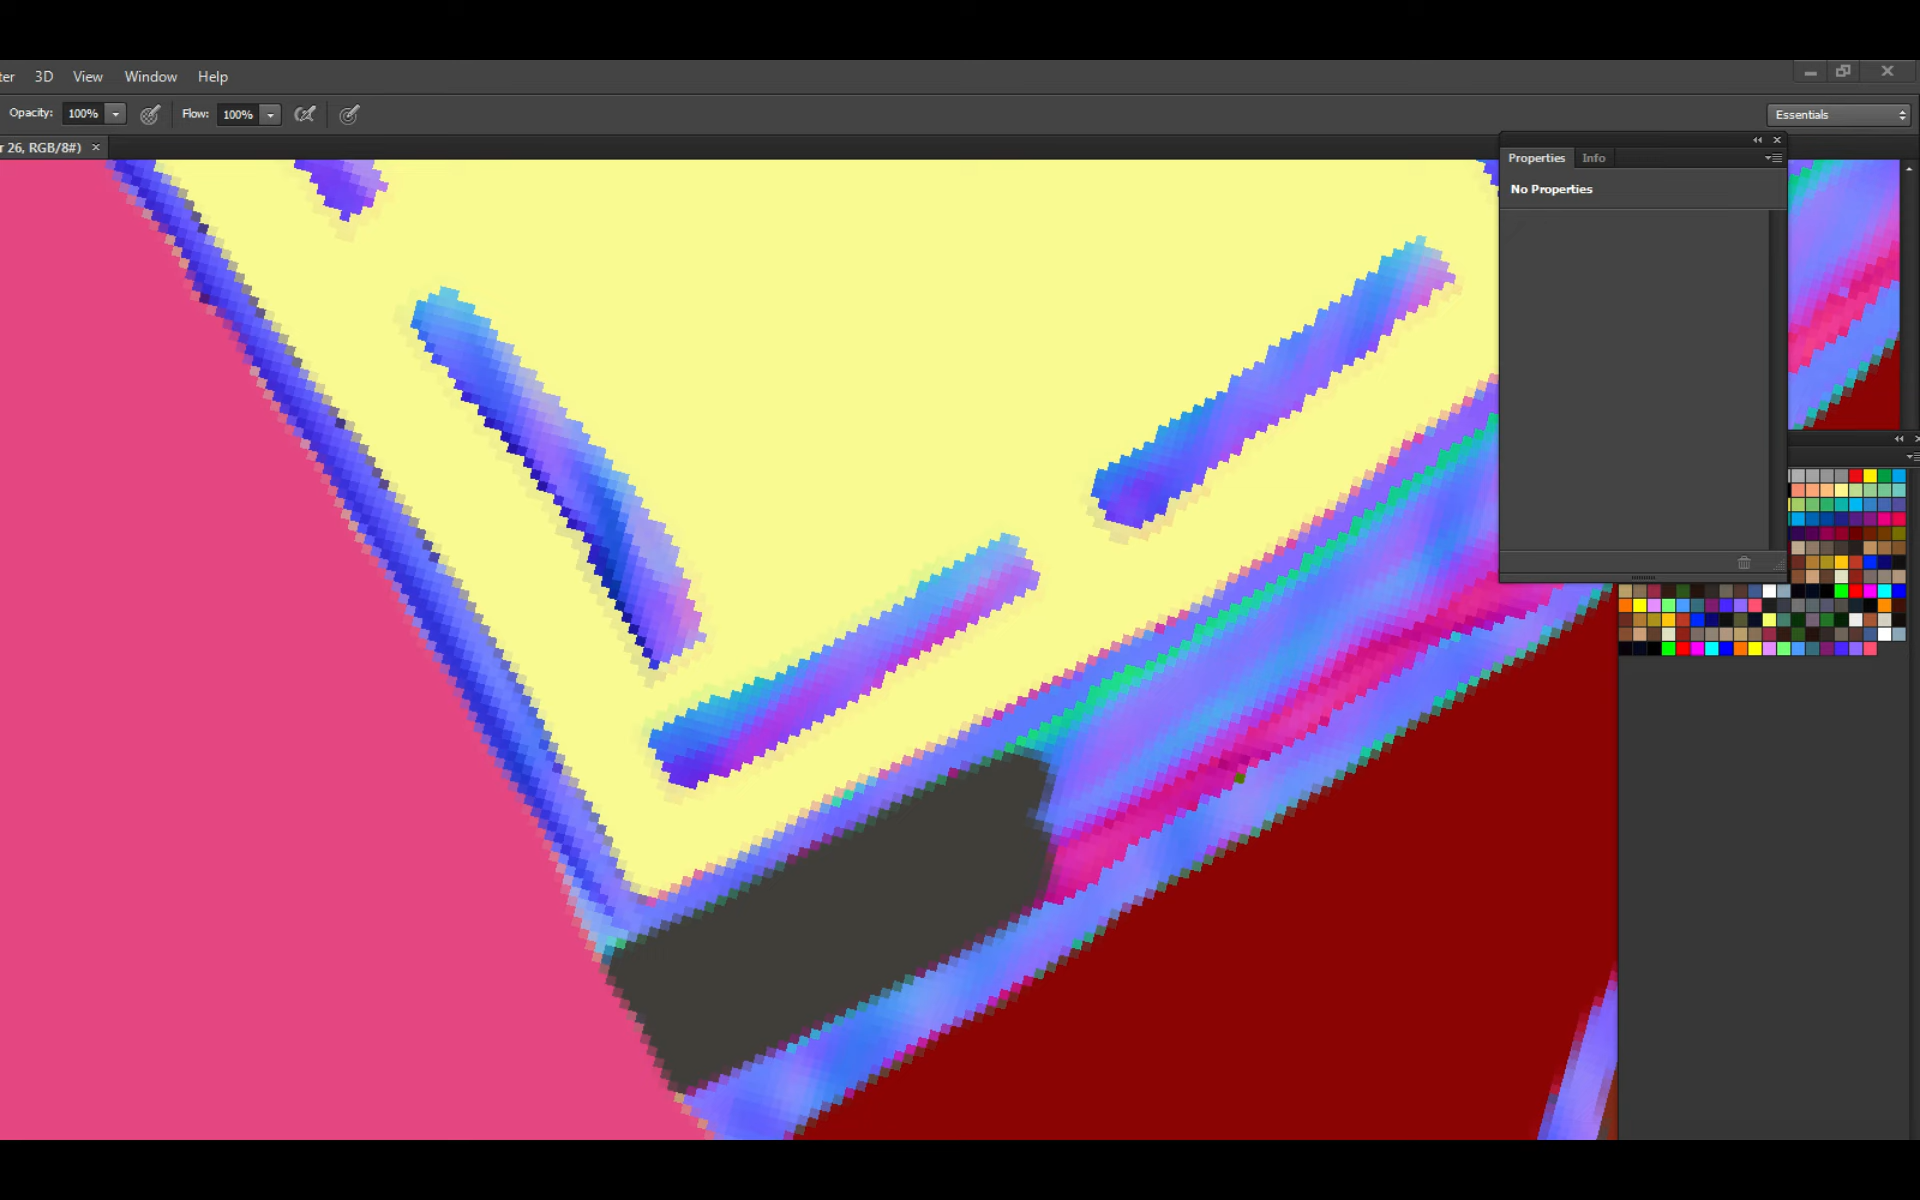 ter 3D View Window Help
Opacity: 100% Flow: 100% Essentials
r 26, RGB/8#) ×
Properties Info
No Properties